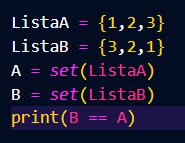 ListaA = {1,2,3}
ListaB = {3,2,1}
A = set(ListaA)
B = set(ListaB)
print(B == A)